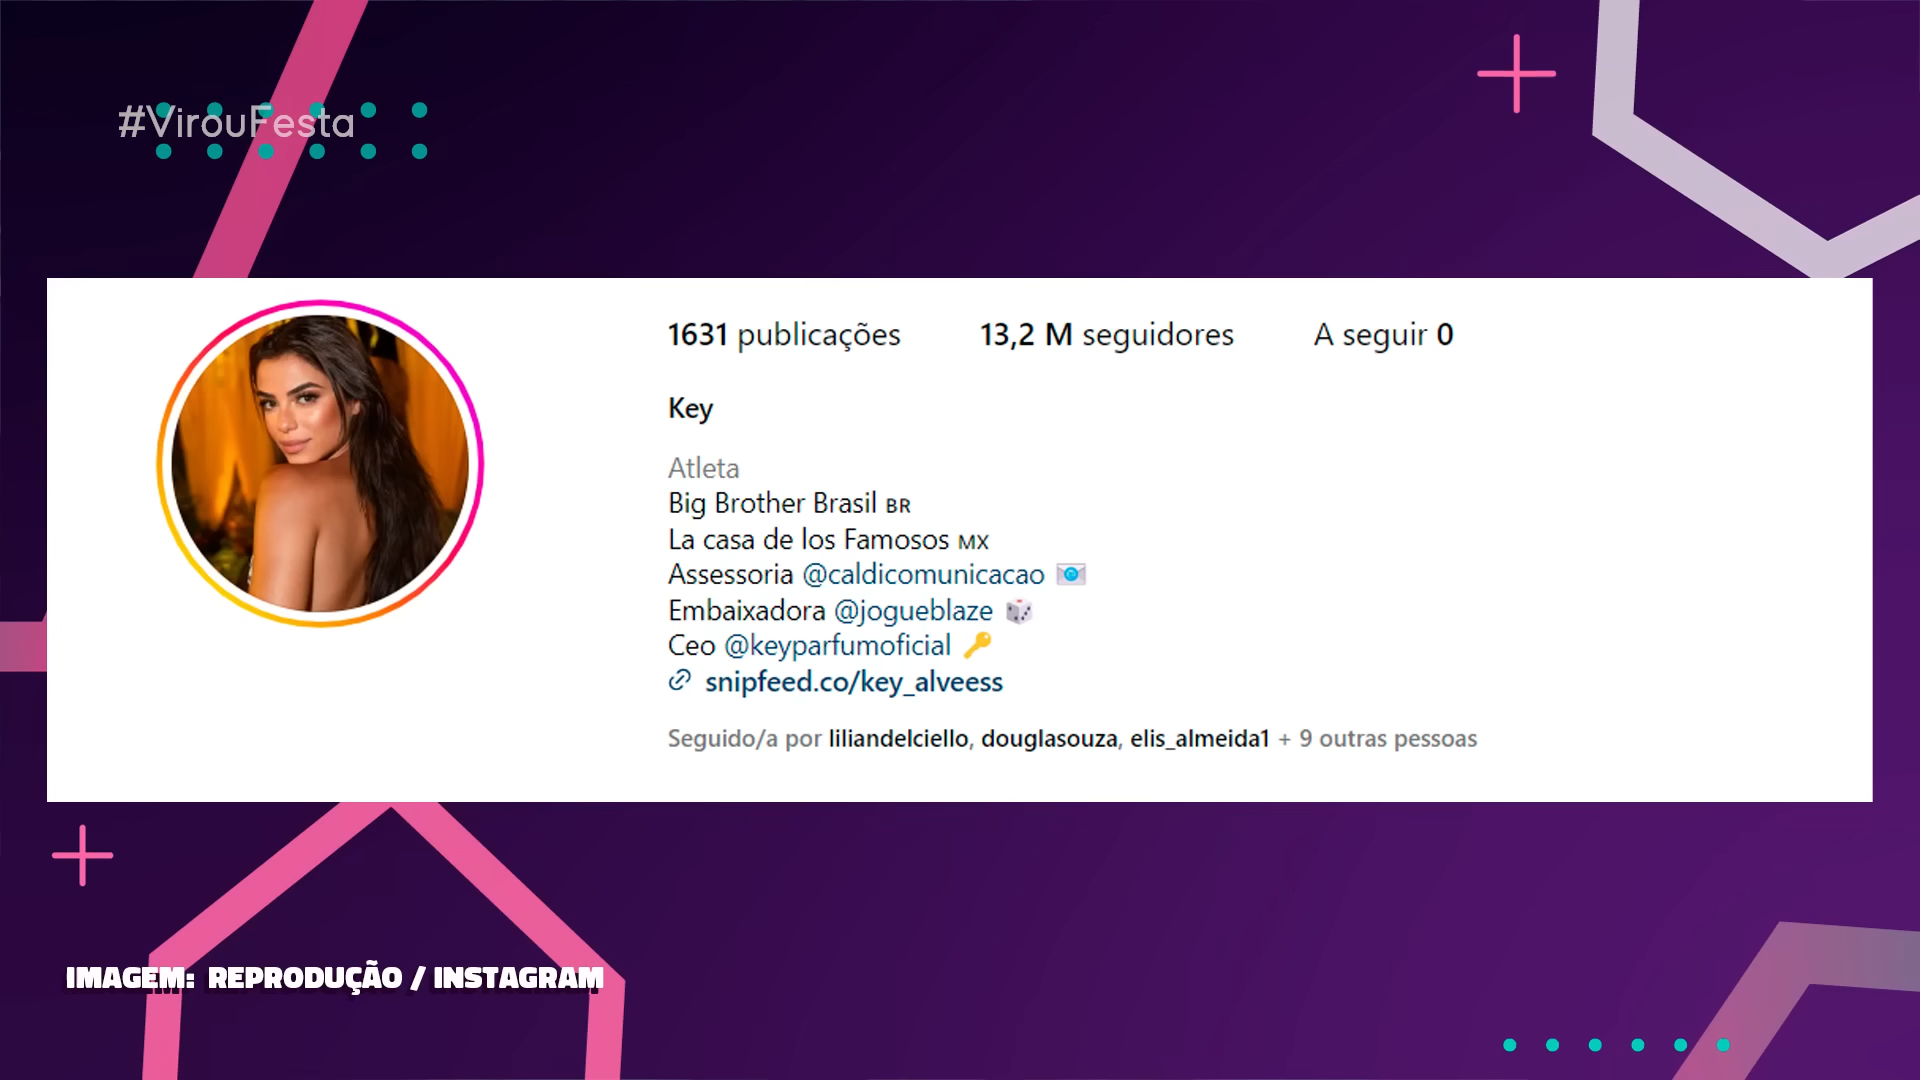 #VirouFesta
1631 publicações 13,2 M seguidores A seguir 0
Key
Atleta
Big Brother Brasil BR
La casa de los Famosos MX
Assessoria @caldicomunicacao 📧
Embaixadora @jogueblaze 🎲
Ceo @keyparfumoficial 🔑
snipfeed.co/key_alveess
Seguido/a por liliandelciello, douglasouza, elis_almeida1 + 9 outras pessoas
IMAGEM: REPRODUÇÃO / INSTAGRAM